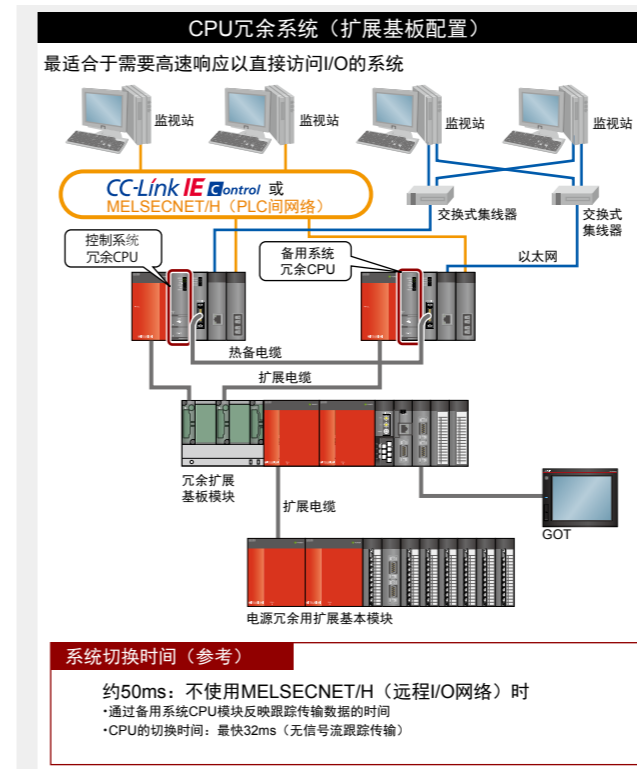 CPU冗余系统（扩展基板配置）
最适合于需要高速响应以直接访问I/O的系统
监视站
监视站
监视站
监视站
CC-Link IE Control 或
MELSECNET/H（PLC间网络）
交换式集线器
交换式
集线器
控制系统
冗余CPU
备用系统
冗余CPU
以太网
热备电缆
扩展电缆
冗余扩展
基板模块
扩展电缆
GOT
电源冗余用扩展基本模块
系统切换时间（参考）
约50ms：不使用MELSECNET/H（远程I/O网络）时
·通过备用系统CPU模块反映跟踪传输数据的时间
·CPU的切换时间：最快32ms（无信号流跟踪传输）